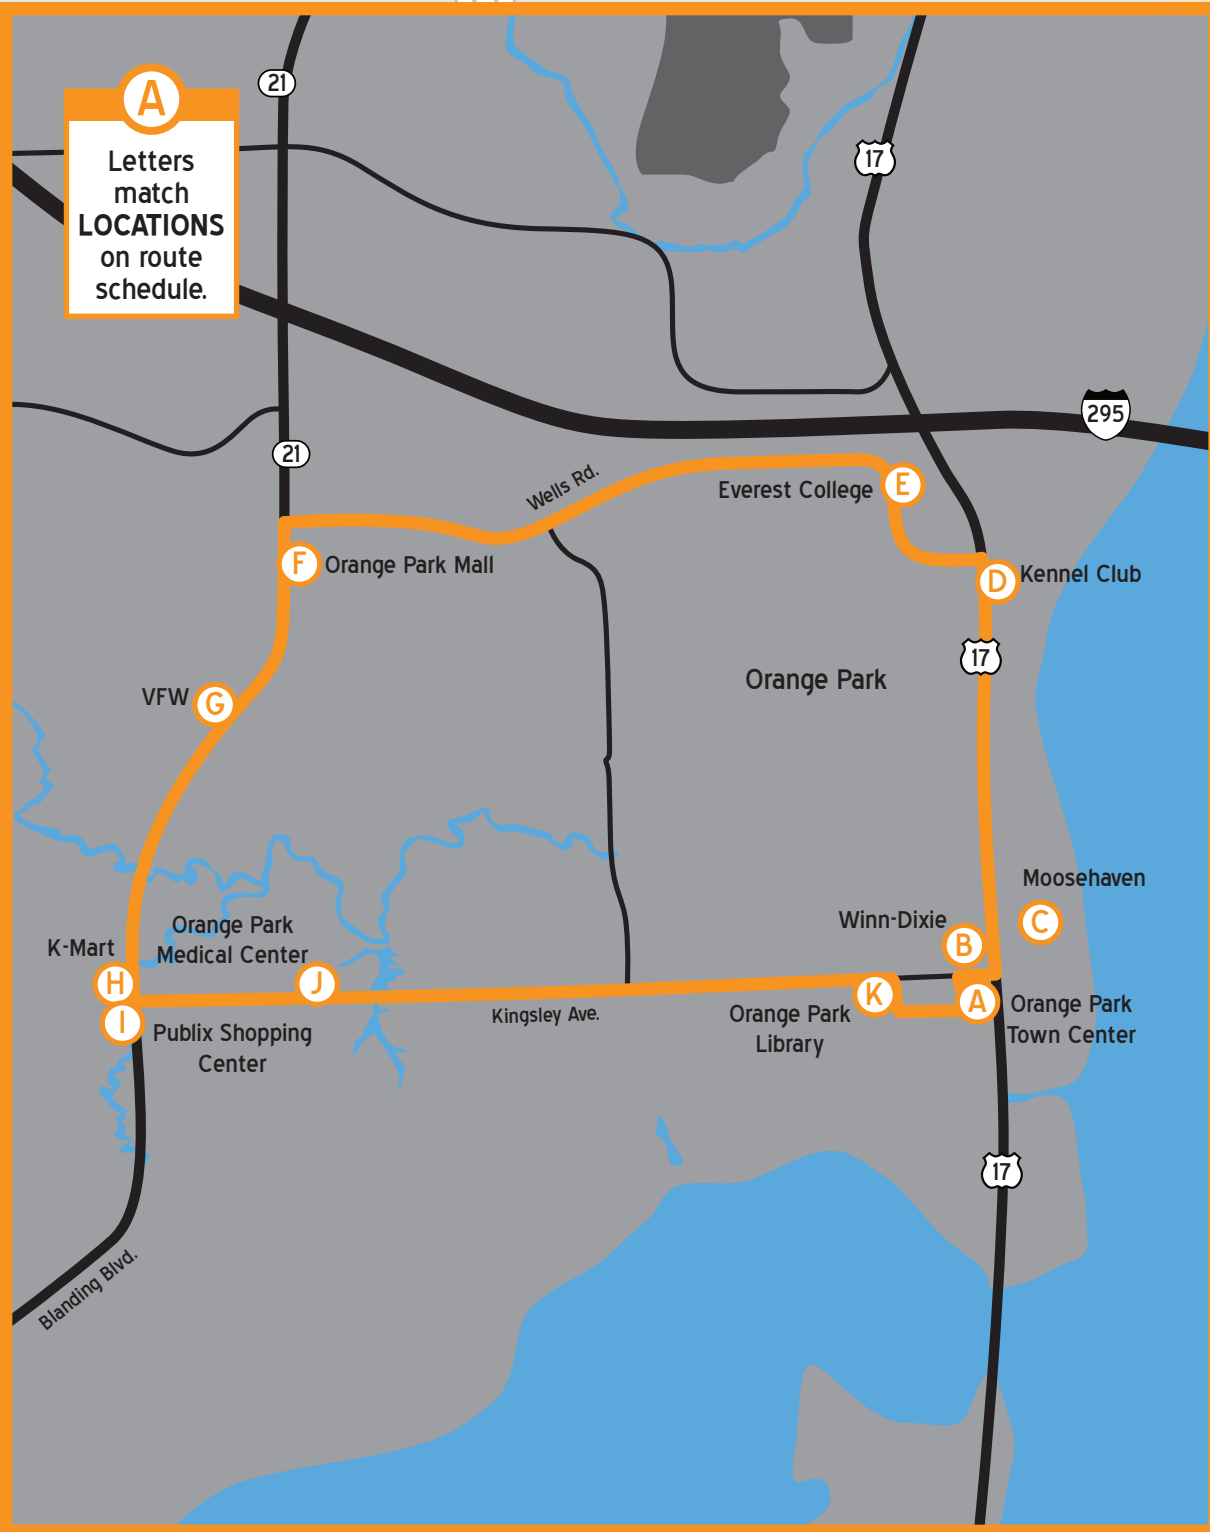 A
Letters
match
LOCATIONS
on route
schedule.
21
17
295
21
Wells Rd.
Everest College
E
F
Orange Park Mall
D
Kennel Club
17
Orange Park
VFW
G
Moosehaven
C
Winn-Dixie
B
Orange Park
Medical Center
K-Mart
H
J
I
Publix Shopping
Center
Kingsley Ave.
K
Orange Park
Library
A
Orange Park
Town Center
17
Blanding Blvd.